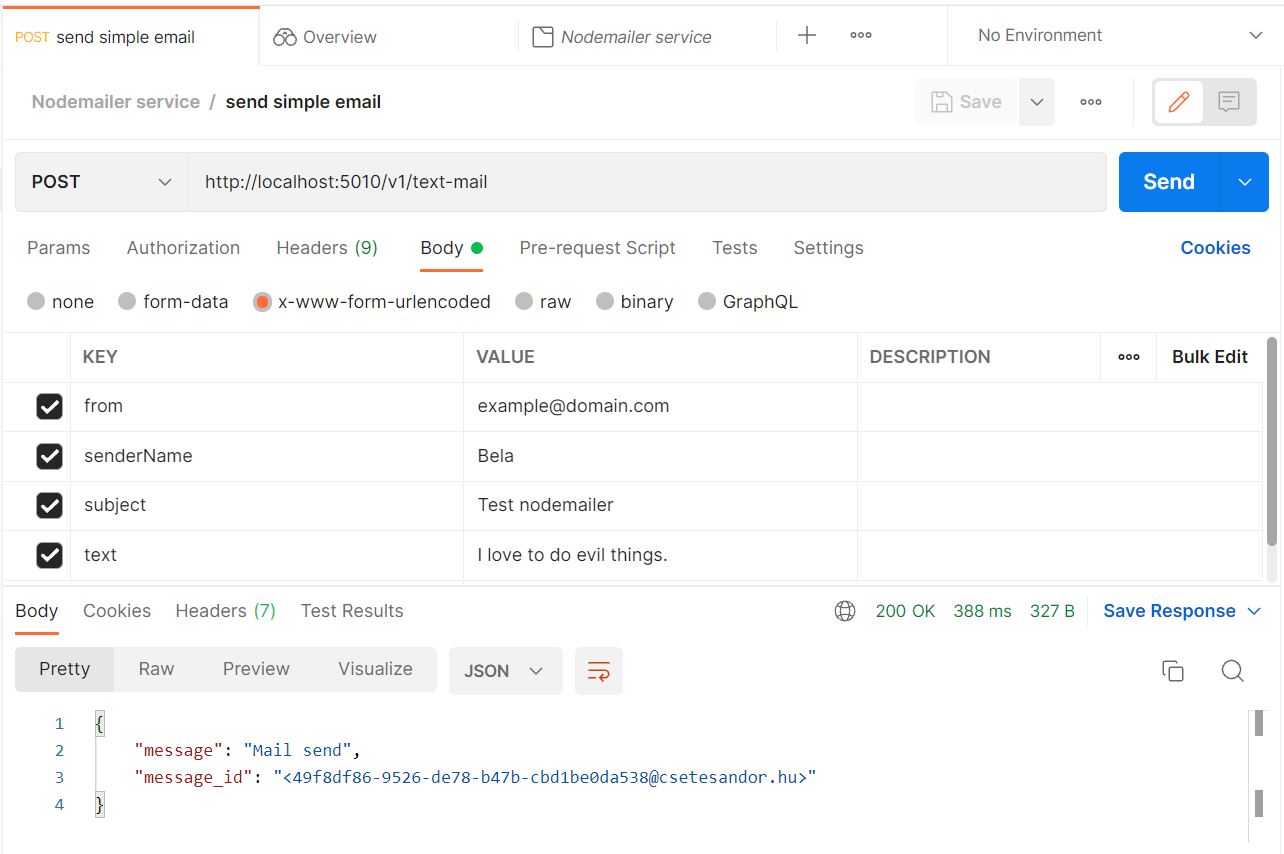 POST send simple email Overview Nodemailer service No Environment
Nodemailer service / send simple email Save
POST http://localhost:5010/v1/text-mail Send
Params Authorization Headers (9) Body Pre-request Script Tests Settings Cookies
none form-data x-www-form-urlencoded raw binary GraphQL
KEY VALUE DESCRIPTION Bulk Edit
from example@domain.com
senderName Bela
subject Test nodemailer
text I love to do evil things.
Body Cookies Headers (7) Test Results 200 OK 388 ms 327 B Save Response
Pretty Raw Preview Visualize JSON
1 {
2 "message": "Mail send",
3 "message_id": "<49f8df86-9526-de78-b47b-cbd1be0da538@csetesandor.hu>"
4 }